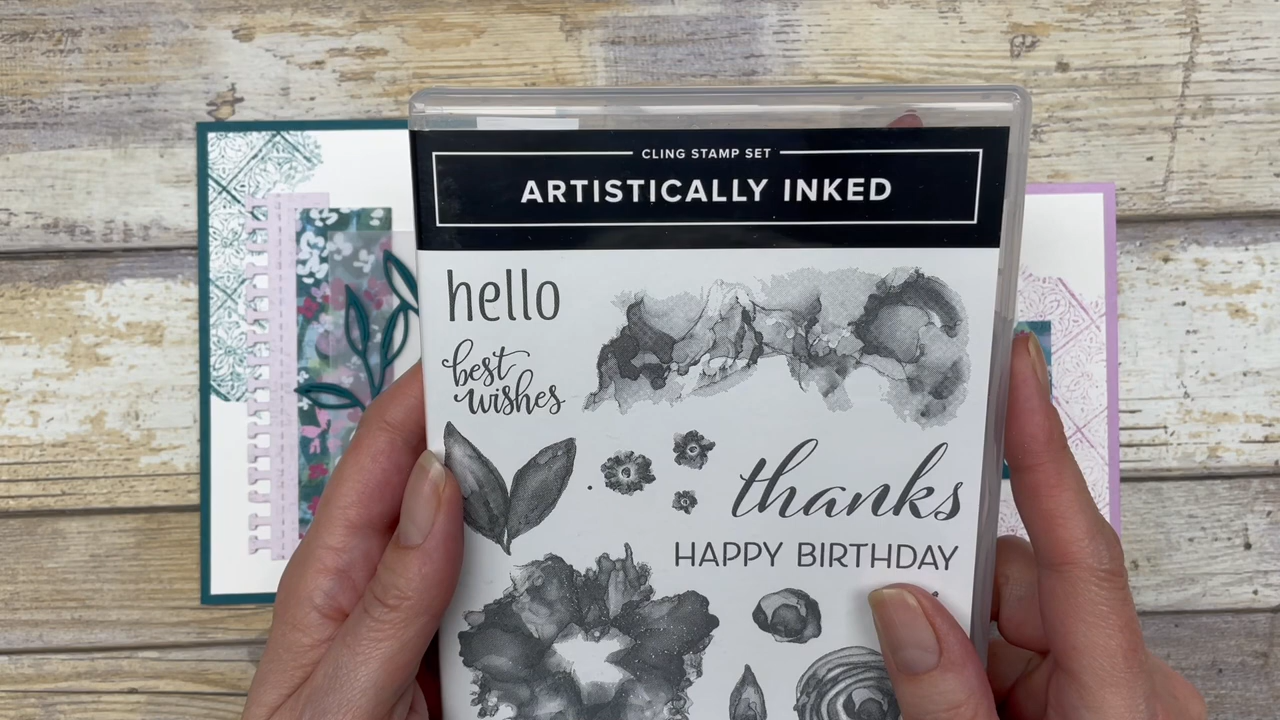 CLING STAMP SET
ARTISTICALLY INKED
hello
best
wishes
thanks
HAPPY BIRTHDAY